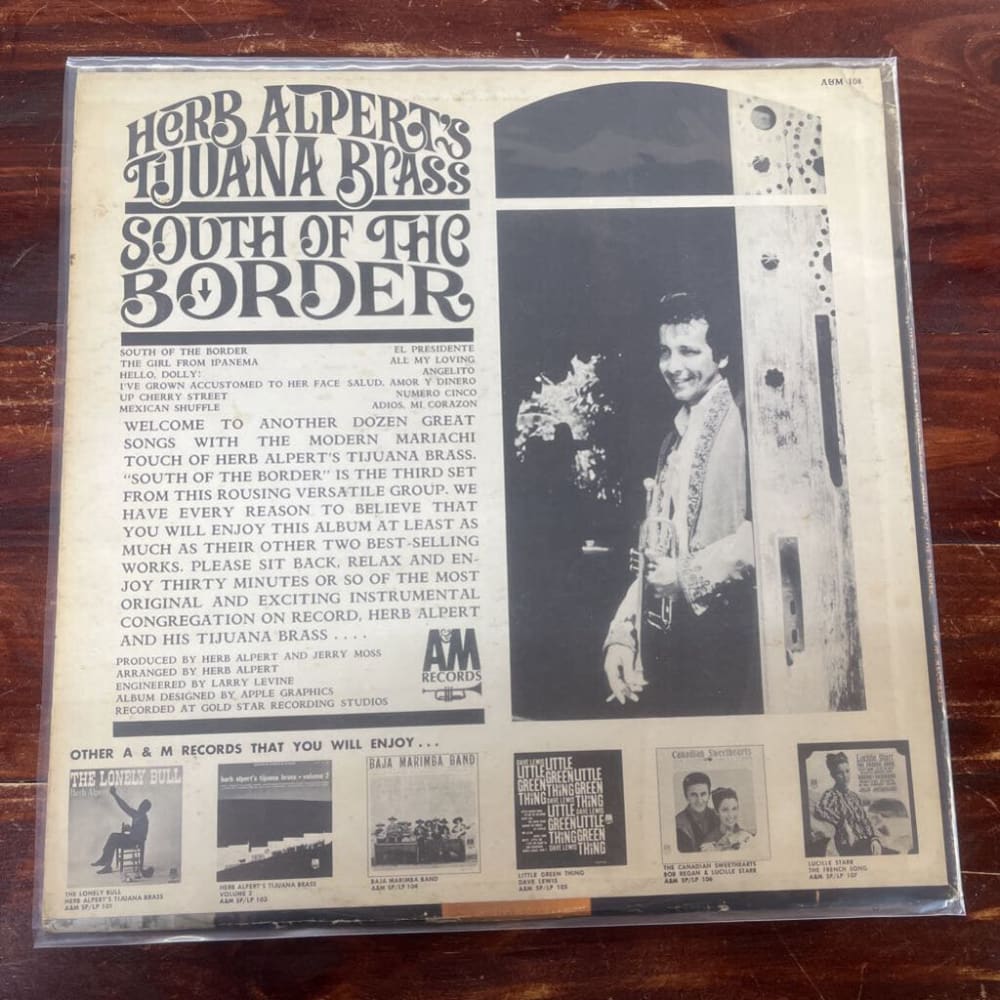 A&M 108
HERB ALPERT'S
TIJUANA BRASS
SOUTH OF THE
BORDER
SOUTH OF THE BORDER
THE GIRL FROM IPANEMA
HELLO, DOLLY!
I'VE GROWN ACCUSTOMED TO HER FACE
UP CHERRY STREET
MEXICAN SHUFFLE
EL PRESIDENTE
ALL MY LOVING
ANGELITO
SALUD, AMOR Y DINERO
NUMERO CINCO
ADIOS, MI CORAZON
WELCOME TO ANOTHER DOZEN GREAT
SONGS WITH THE MODERN MARIACHI
TOUCH OF HERB ALPERT'S TIJUANA BRASS.
“SOUTH OF THE BORDER” IS THE THIRD SET
FROM THIS ROUSING VERSATILE GROUP. WE
HAVE EVERY REASON TO BELIEVE THAT
YOU WILL ENJOY THIS ALBUM AT LEAST AS
MUCH AS THEIR OTHER TWO BEST-SELLING
WORKS. PLEASE SIT BACK, RELAX AND EN-
JOY THIRTY MINUTES OR SO OF THE MOST
ORIGINAL AND EXCITING INSTRUMENTAL
CONGREGATION ON RECORD, HERB ALPERT
AND HIS TIJUANA BRASS ....
PRODUCED BY HERB ALPERT AND JERRY MOSS
ARRANGED BY HERB ALPERT
ENGINEERED BY LARRY LEVINE
ALBUM DESIGNED BY APPLE GRAPHICS
RECORDED AT GOLD STAR RECORDING STUDIOS
A&M
RECORDS
OTHER A & M RECORDS THAT YOU WILL ENJOY...
THE LONELY BULL
Herb Alpert
THE LONELY BULL
HERB ALPERT'S TIJUANA BRASS
A&M SP/LP 101
herb alpert's tijuana brass • volume 2
HERB ALPERT'S TIJUANA BRASS
VOLUME 2
A&M SP/LP 103
BAJA MARIMBA BAND
BAJA MARIMBA BAND
A&M SP/LP 104
DAVE LEWIS
LITTLE GREEN THING
LITTLE GREEN THING
DAVE LEWIS
A&M SP/LP 105
Canadian Sweethearts
THE CANADIAN SWEETHEARTS
BOB REGAN & LUCILLE STARR
A&M SP/LP 106
Lucille Starr
LUCILLE STARR
THE FRENCH SONG
A&M SP/LP 107